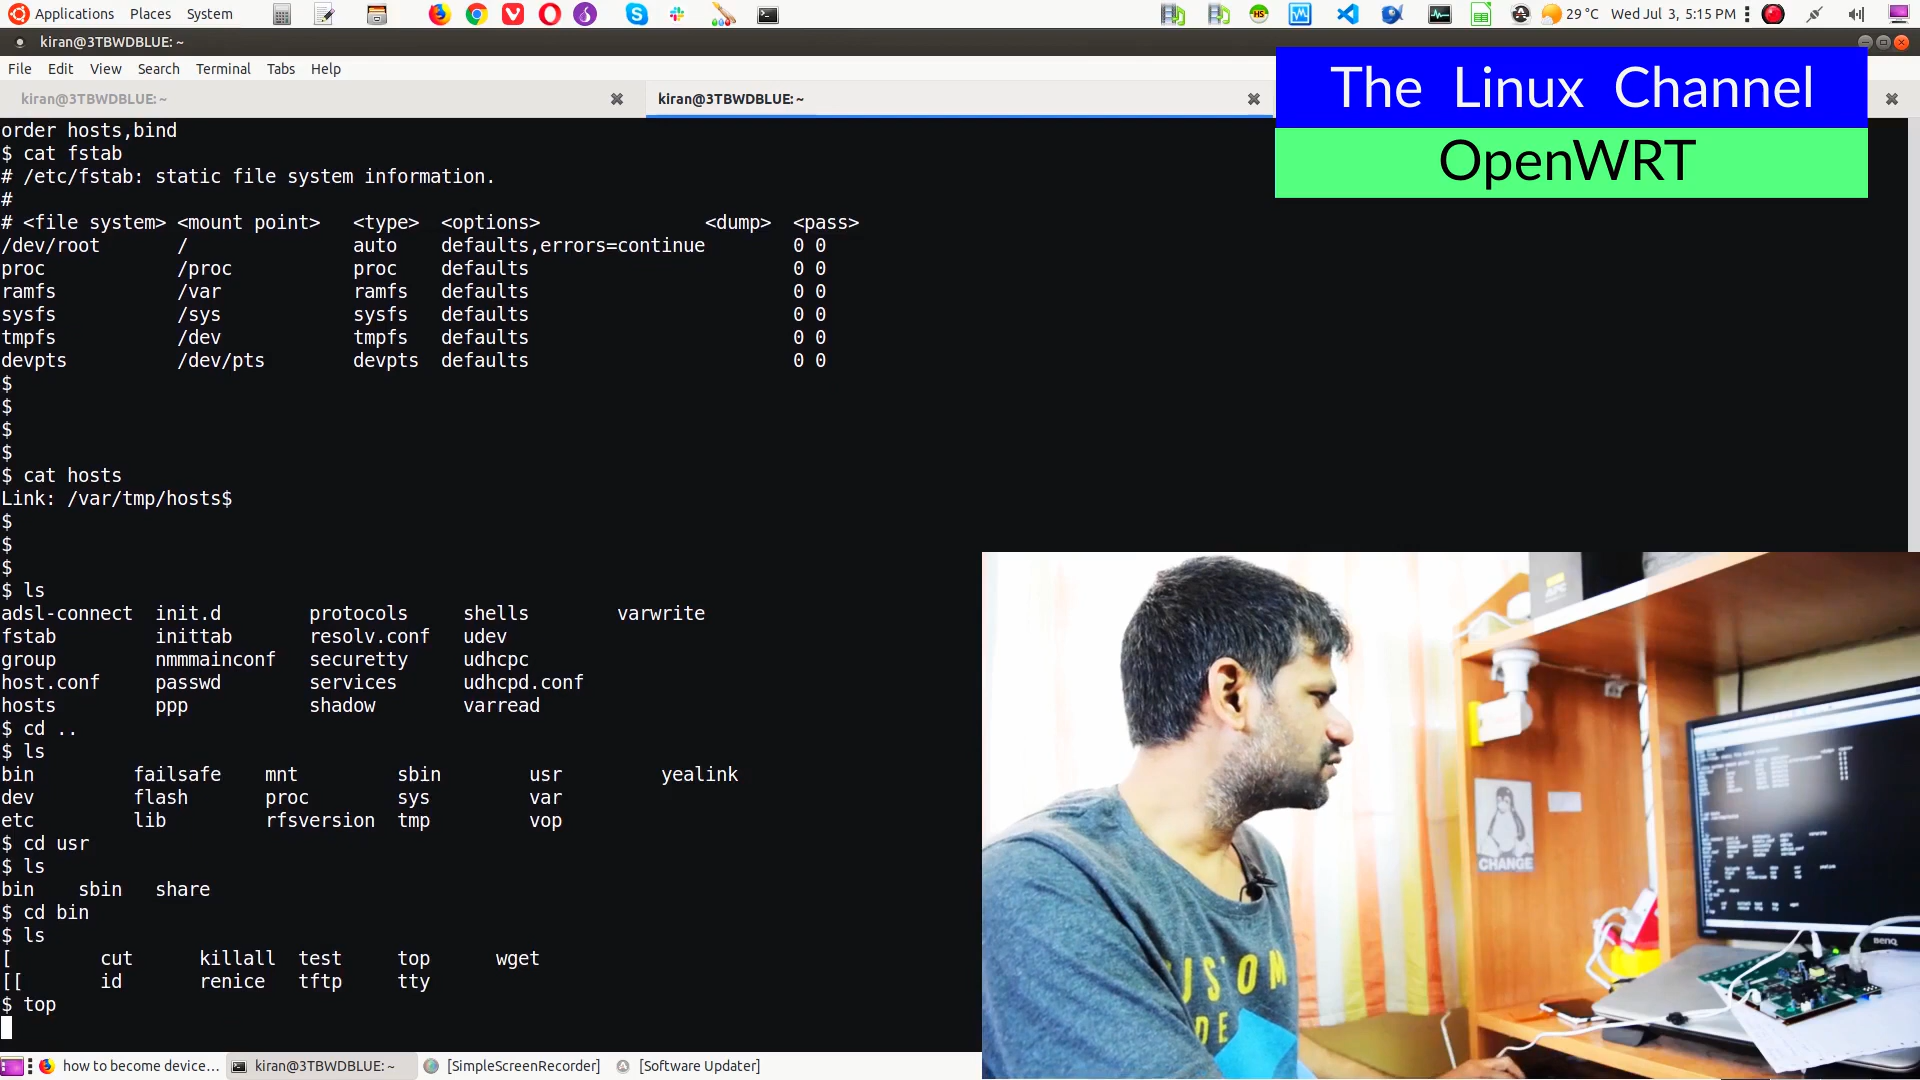 Applications Places System 29 °C Wed Jul 3, 5:15 PM
kiran@3TBWDBLUE: ~
File Edit View Search Terminal Tabs Help
kiran@3TBWDBLUE: ~ kiran@3TBWDBLUE: ~
The Linux Channel
OpenWRT
order hosts,bind
$ cat fstab
# /etc/fstab: static file system information.
#
# <file system> <mount point> <type> <options> <dump> <pass>
/dev/root / auto defaults,errors=continue 0 0
proc /proc proc defaults 0 0
ramfs /var ramfs defaults 0 0
sysfs /sys sysfs defaults 0 0
tmpfs /dev tmpfs defaults 0 0
devpts /dev/pts devpts defaults 0 0
$
$
$
$
$ cat hosts
Link: /var/tmp/hosts$
$
$
$
$ ls
adsl-connect init.d protocols shells varwrite
fstab inittab resolv.conf udev
group nmmmainconf securetty udhcpc
host.conf passwd services udhcpd.conf
hosts ppp shadow varread
$ cd ..
$ ls
bin failsafe mnt sbin usr yealink
dev flash proc sys var
etc lib rfsversion tmp vop
$ cd usr
$ ls
bin sbin share
$ cd bin
$ ls
[ cut killall test top wget
[[ id renice tftp tty
$ top
APC
CHANGE
BenQ
CUSTOM
DE
how to become device... kiran@3TBWDBLUE: ~ [SimpleScreenRecorder] [Software Updater]